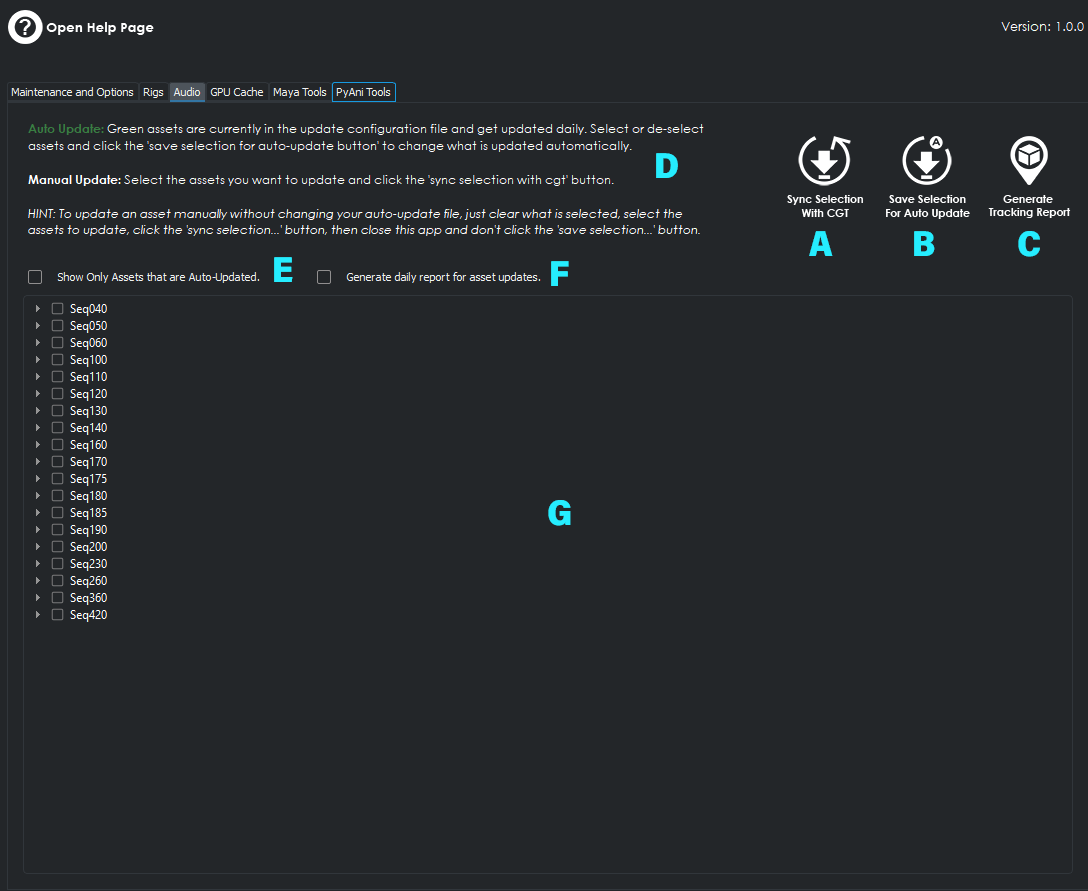 ?
Open Help Page
Version: 1.0.0
Maintenance and Options
Rigs
Audio
GPU Cache
Maya Tools
PyAni Tools
Auto Update: Green assets are currently in the update configuration file and get updated daily. Select or de-select
assets and click the 'save selection for auto-update button' to change what is updated automatically.
D
Manual Update: Select the assets you want to update and click the 'sync selection with cgt' button.
HINT: To update an asset manually without changing your auto-update file, just clear what is selected, select the
assets to update, click the 'sync selection...' button, then close this app and don't click the 'save selection...' button.
Sync Selection
With CGT
A
A
Save Selection
For Auto Update
B
Generate
Tracking Report
C
Show Only Assets that are Auto-Updated.
E
Generate daily report for asset updates.
F
Seq040
Seq050
Seq060
Seq100
Seq110
Seq120
Seq130
Seq140
Seq160
Seq170
Seq175
Seq180
Seq185
Seq190
Seq200
Seq230
Seq260
Seq360
Seq420
G